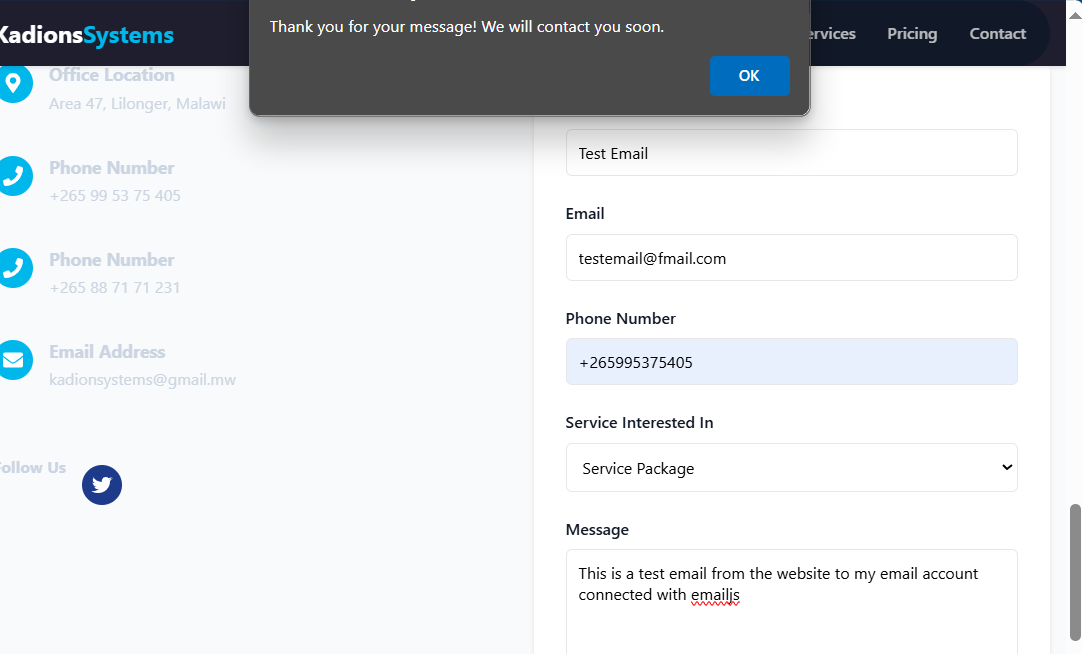 Thank you for your message! We will contact you soon.
OK
KadionsSystems
Pricing
Contact
Office Location
Area 47, Lilonger, Malawi
Phone Number
+265 99 53 75 405
Phone Number
+265 88 71 71 231
Email Address
kadionsystems@gmail.mw
Follow Us
Test Email
Email
testemail@fmail.com
Phone Number
+265995375405
Service Interested In
Service Package
Message
This is a test email from the website to my email account
connected with emailjs